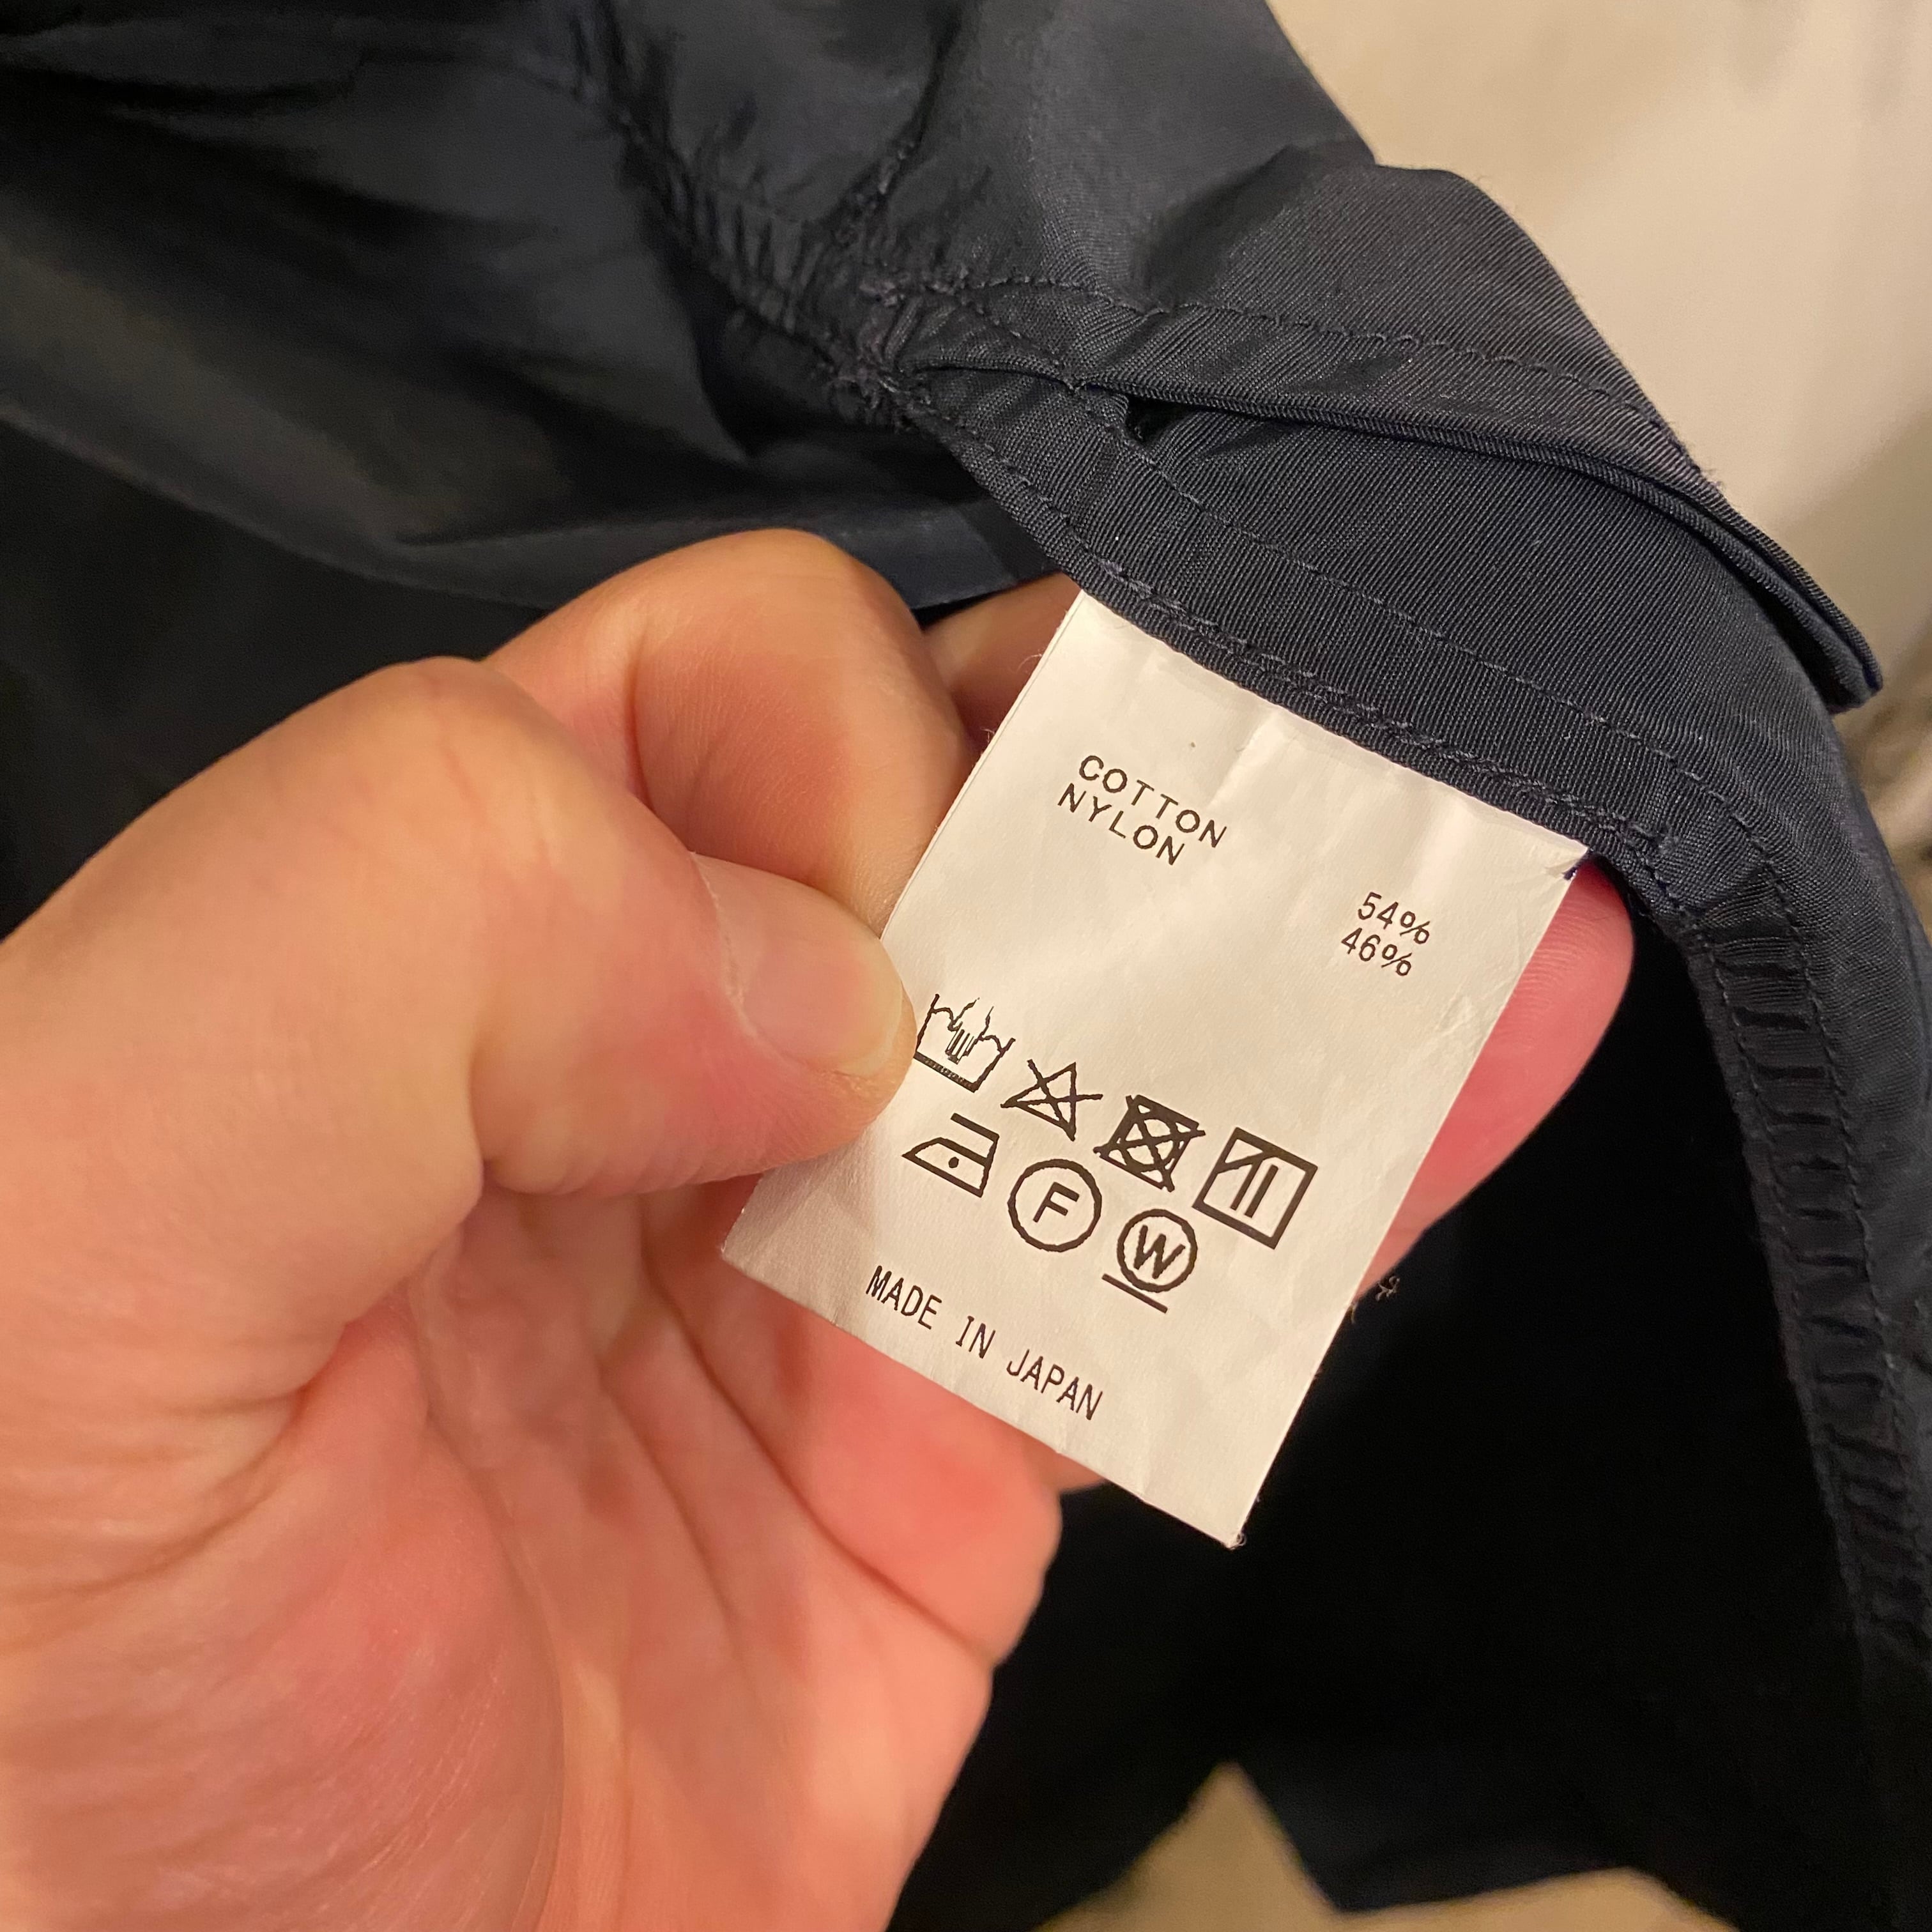 COTTON 54%
NYLON 46%
F
W
MADE IN JAPAN